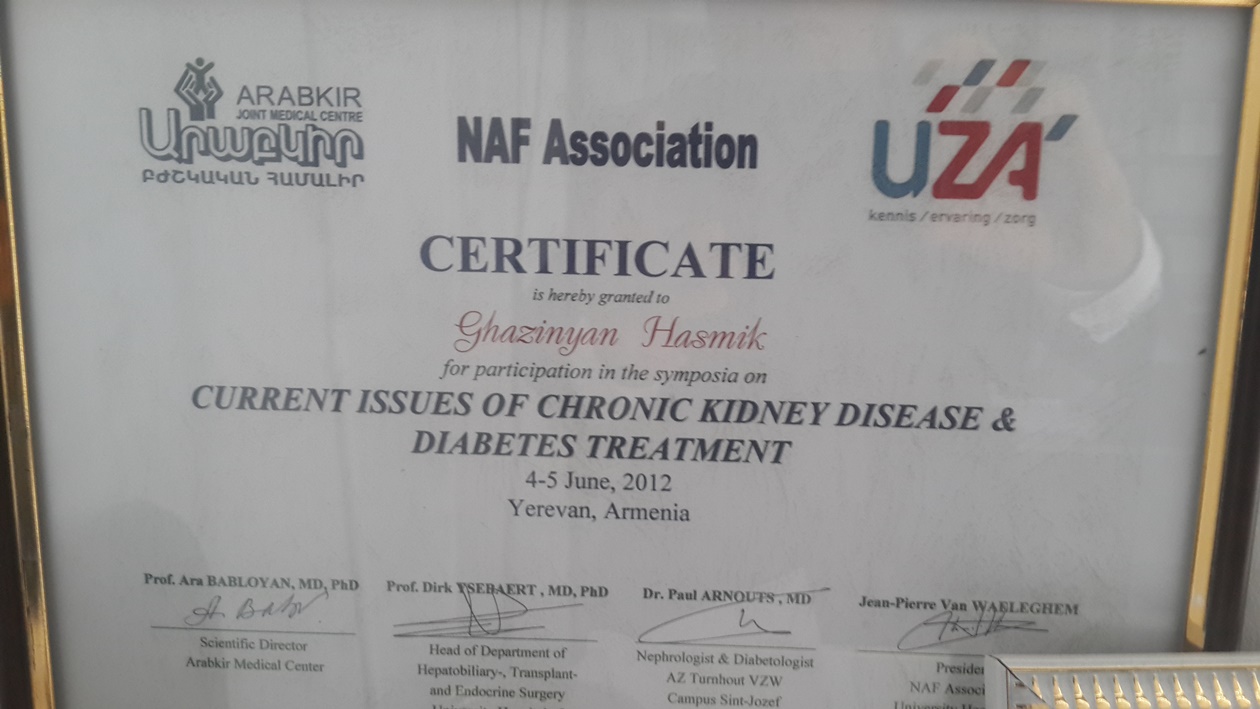 ARABKIR
JOINT MEDICAL CENTRE
Արաբկիր
ԲԺՇԿԱԿԱՆ ՀԱՄԱԼԻՐ
NAF Association
UZA'
kennis / ervaring / zorg
CERTIFICATE
is hereby granted to
Ghazinyan Hasmik
for participation in the symposia on
CURRENT ISSUES OF CHRONIC KIDNEY DISEASE &
DIABETES TREATMENT
4-5 June, 2012
Yerevan, Armenia
Prof. Ara BABLOYAN, MD, PhD
Scientific Director
Arabkir Medical Center
Prof. Dirk YSEBAERT , MD, PhD
Head of Department of
Hepatobiliary-, Transplant-
and Endocrine Surgery
Dr. Paul ARNOUTS , MD
Nephrologist & Diabetologist
AZ Turnhout VZW
Campus Sint-Jozef
Jean-Pierre Van WAELEGHEM
NAF